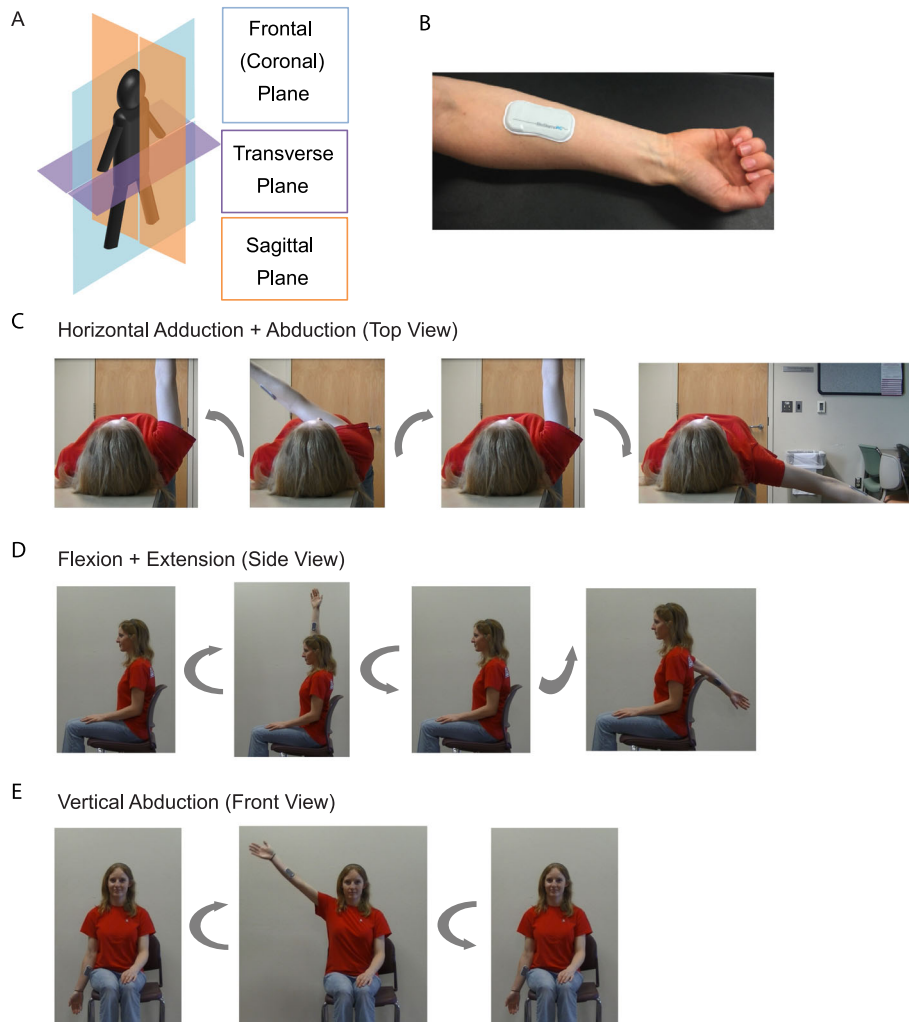 A
Frontal
(Coronal)
Plane
Transverse
Plane
Sagittal
Plane
B
C
Horizontal Adduction + Abduction (Top View)
D
Flexion + Extension (Side View)
E
Vertical Abduction (Front View)